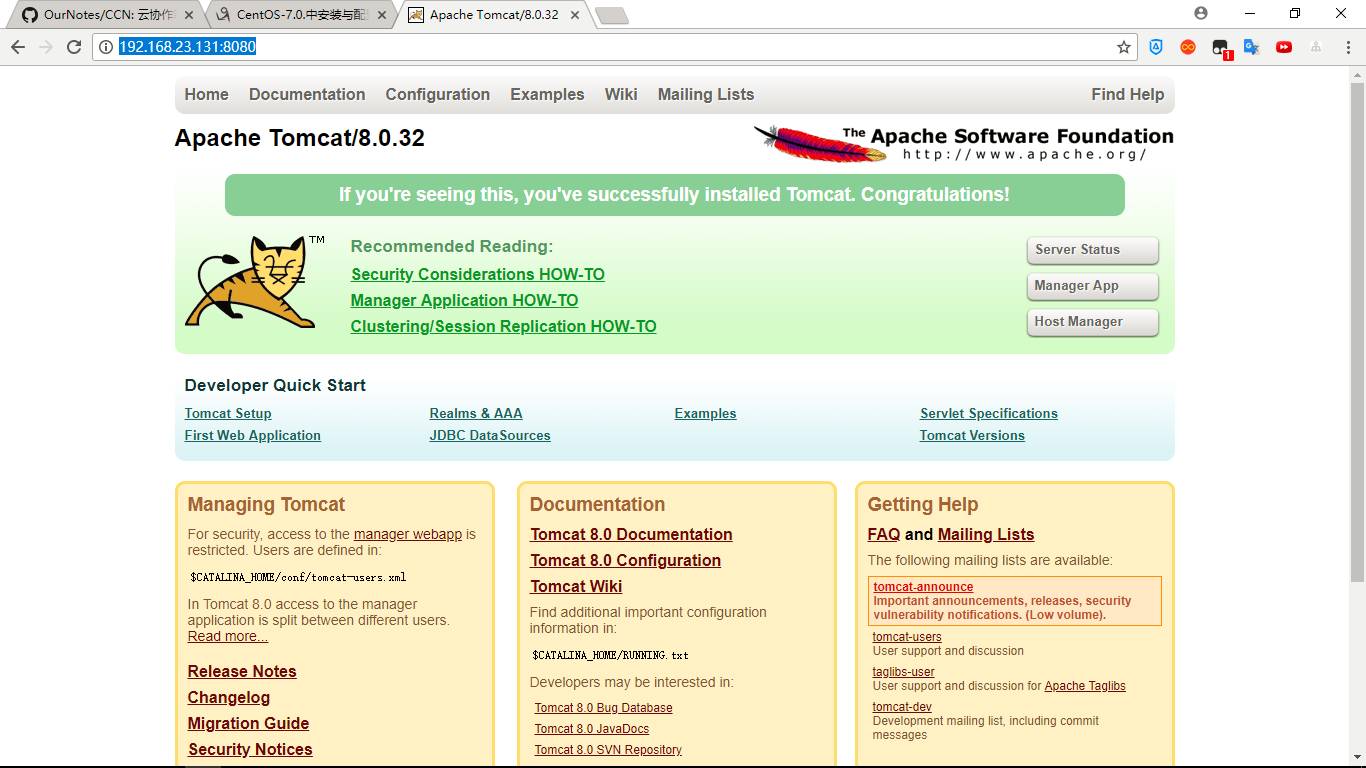 OurNotes/CCN: 云协作
CentOS-7.0.中安装与配
Apache Tomcat/8.0.32
192.168.23.131:8080
1
Home Documentation Configuration Examples Wiki Mailing Lists Find Help
Apache Tomcat/8.0.32
The Apache Software Foundation
http://www.apache.org/
If you're seeing this, you've successfully installed Tomcat. Congratulations!
TM
Recommended Reading:
Security Considerations HOW-TO
Manager Application HOW-TO
Clustering/Session Replication HOW-TO
Server Status
Manager App
Host Manager
Developer Quick Start
Tomcat Setup
First Web Application
Realms & AAA
JDBC DataSources
Examples
Servlet Specifications
Tomcat Versions
Managing Tomcat
For security, access to the manager webapp is
restricted. Users are defined in:
$CATALINA_HOME/conf/tomcat-users.xml
In Tomcat 8.0 access to the manager
application is split between different users.
Read more...
Release Notes
Changelog
Migration Guide
Security Notices
Documentation
Tomcat 8.0 Documentation
Tomcat 8.0 Configuration
Tomcat Wiki
Find additional important configuration
information in:
$CATALINA_HOME/RUNNING.txt
Developers may be interested in:
Tomcat 8.0 Bug Database
Tomcat 8.0 JavaDocs
Tomcat 8.0 SVN Repository
Getting Help
FAQ and Mailing Lists
The following mailing lists are available:
tomcat-announce
Important announcements, releases, security
vulnerability notifications. (Low volume).
tomcat-users
User support and discussion
taglibs-user
User support and discussion for Apache Taglibs
tomcat-dev
Development mailing list, including commit
messages